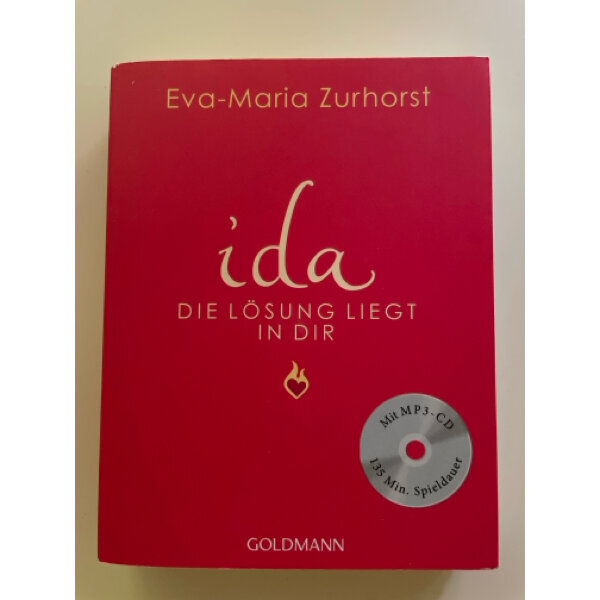 Eva-Maria Zurhorst
ida
DIE LÖSUNG LIEGT
IN DIR
Mit MP3-CD
135 Min. Spieldauer
GOLDMANN